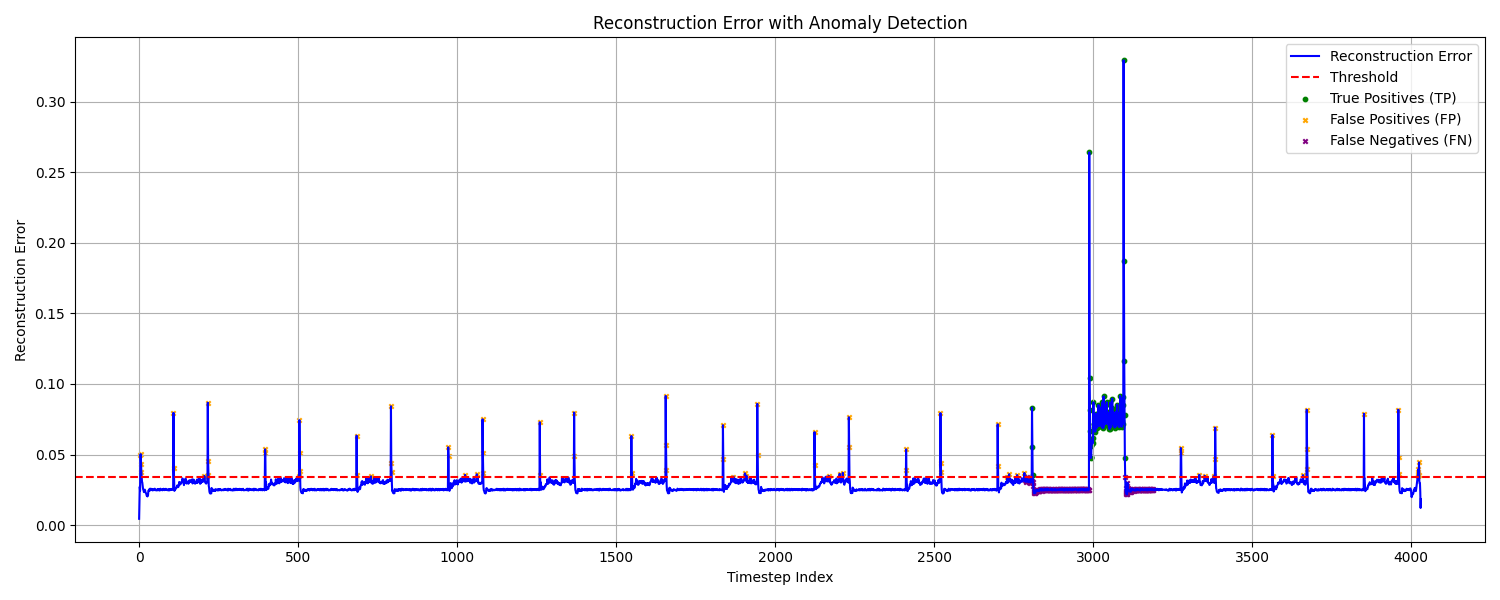 Reconstruction Error with Anomaly Detection
Reconstruction Error
Threshold
True Positives (TP)
False Positives (FP)
False Negatives (FN)
Reconstruction Error
0.30
0.25
0.20
0.15
0.10
0.05
0.00
0 500 1000 1500 2000 2500 3000 3500 4000
Timestep Index